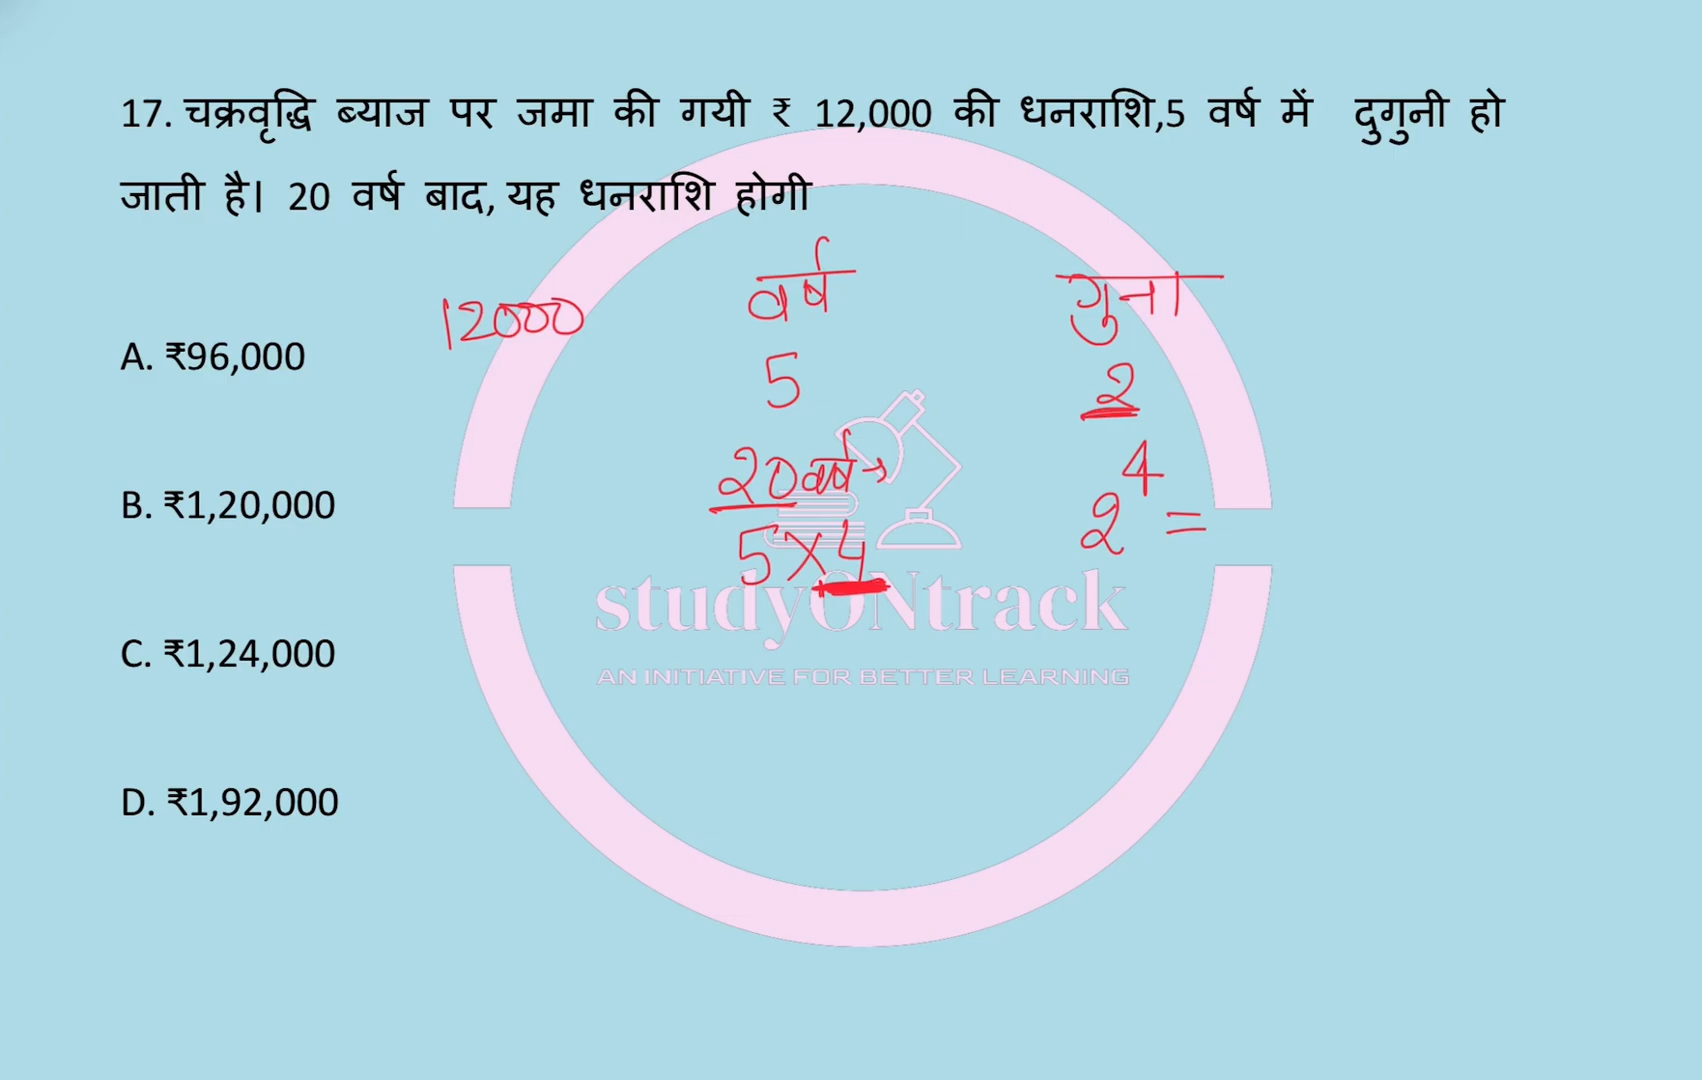 17. चक्रवृद्धि ब्याज पर जमा की गयी ₹ 12,000 की धनराशि,5 वर्ष में दुगुनी हो
जाती है। 20 वर्ष बाद, यह धनराशि होगी
वर्ष गुना
12000
A. ₹96,000
5 2
20वर्ष→
B. ₹1,20,000
5×4 2^4 =
studyONtrack
C. ₹1,24,000
AN INITIATIVE FOR BETTER LEARNING
D. ₹1,92,000